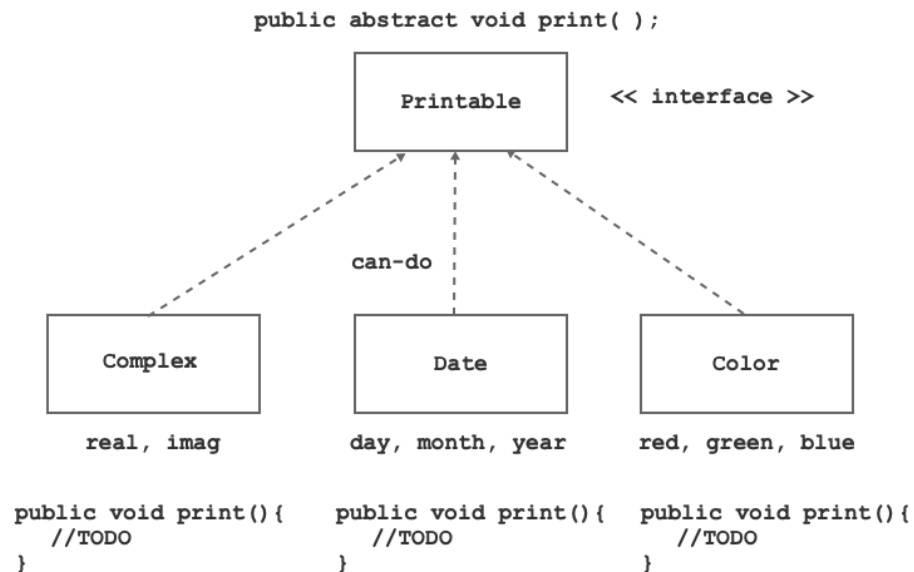 public abstract void print( );
Printable
<< interface >>
can-do
Complex
Date
Color
real, imag
day, month, year
red, green, blue
public void print(){
//TODO
}
public void print(){
//TODO
}
public void print(){
//TODO
}